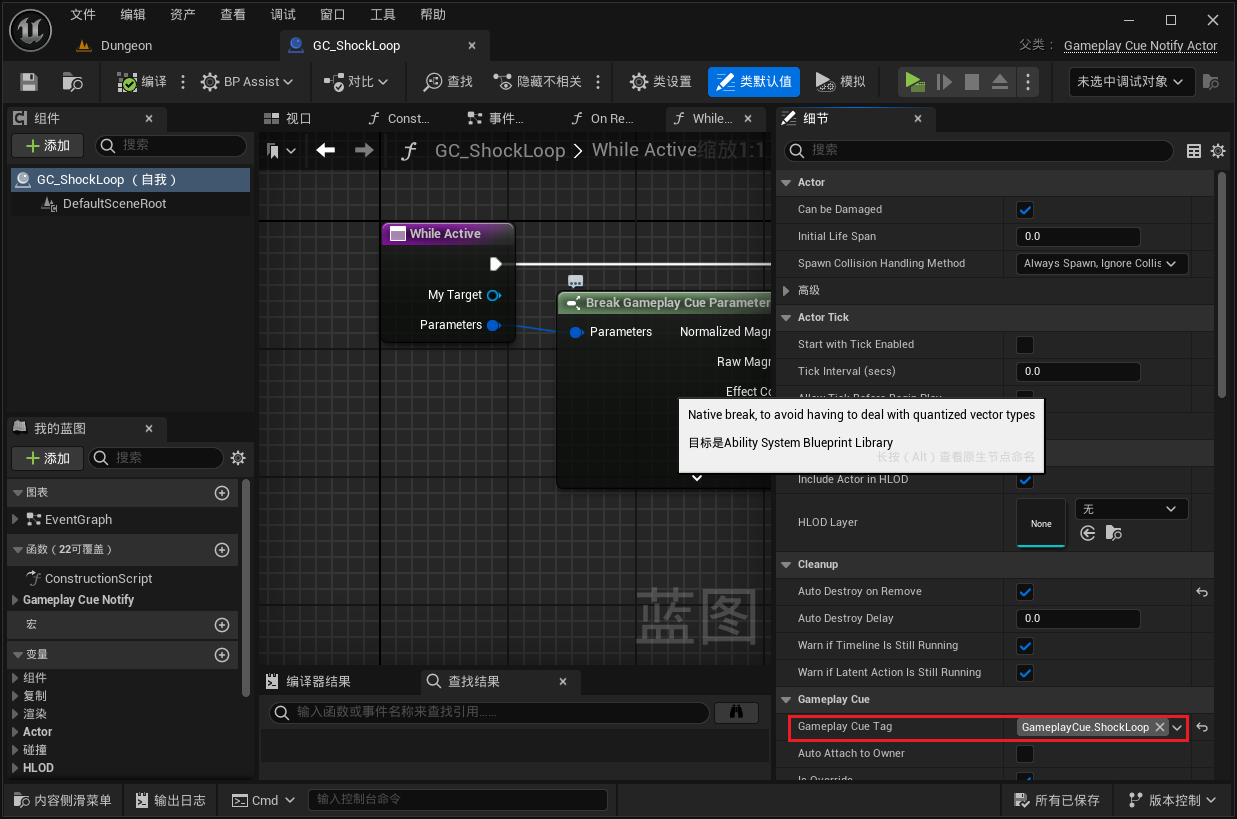 文件 编辑 资产 查看 调试 窗口 工具 帮助
Dungeon
GC_ShockLoop
父类： Gameplay Cue Notify Actor
编译 BP Assist 对比 查找 隐藏不相关 类设置 类默认值 模拟 未选中调试对象
组件
添加 搜索
GC_ShockLoop （自我）
DefaultSceneRoot
我的蓝图
添加 搜索
图表
EventGraph
函数（22可覆盖）
ConstructionScript
Gameplay Cue Notify
宏
变量
组件
复制
渲染
Actor
碰撞
HLOD
视口 Const... 事件... On Re... While...
GC_ShockLoop While Active 缩放1:1
While Active
My Target
Parameters
Break Gameplay Cue Parameter
Parameters Normalized Magn
Raw Magn
Effect Co
Native break, to avoid having to deal with quantized vector types
目标是Ability System Blueprint Library
长按（Alt）查看原生节点命名
蓝图
编译器结果 查找结果
输入函数或事件名称来查找引用......
细节
搜索
Actor
Can be Damaged
Initial Life Span 0.0
Spawn Collision Handling Method Always Spawn, Ignore Collis
高级
Actor Tick
Start with Tick Enabled
Tick Interval (secs) 0.0
Allow Tick Before Begin Play
Include Actor in HLOD
HLOD Layer None 无
Cleanup
Auto Destroy on Remove
Auto Destroy Delay 0.0
Warn if Timeline Is Still Running
Warn if Latent Action Is Still Running
Gameplay Cue
Gameplay Cue Tag GameplayCue.ShockLoop
Auto Attach to Owner
Is Override
内容侧滑菜单 输出日志 Cmd 输入控制台命令 所有已保存 版本控制